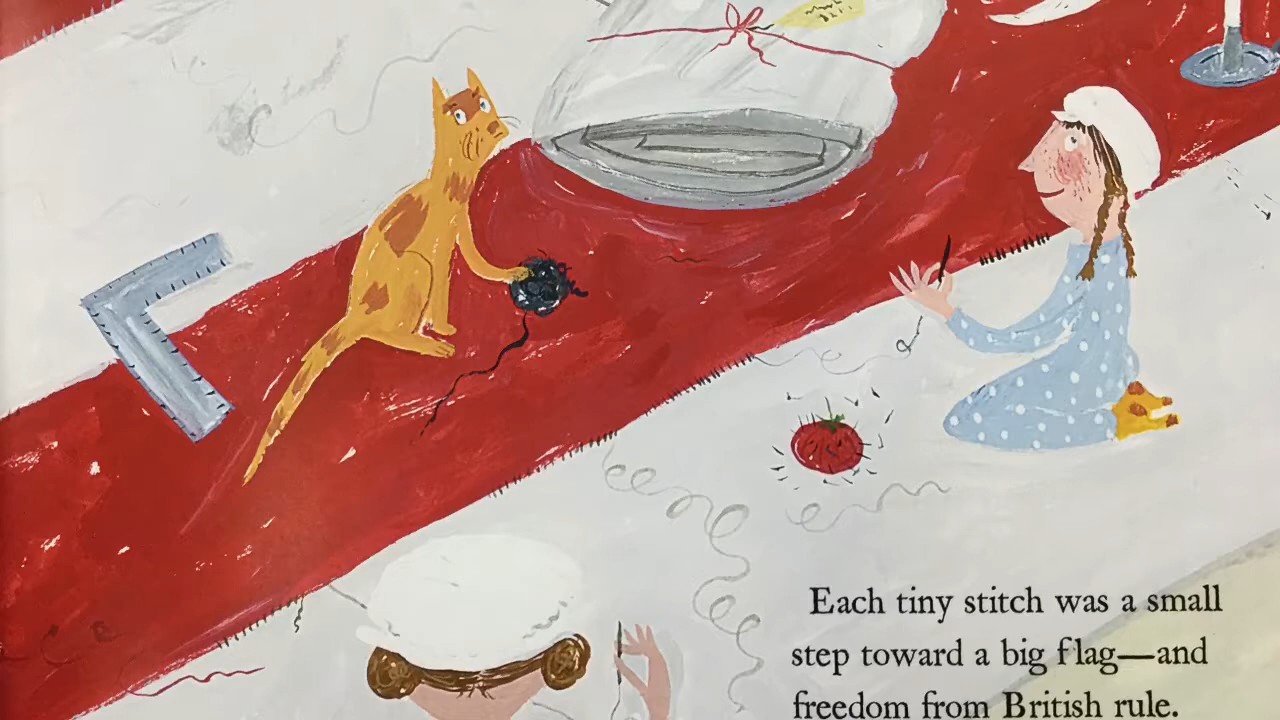 Each tiny stitch was a small
step toward a big flag—and
freedom from British rule.